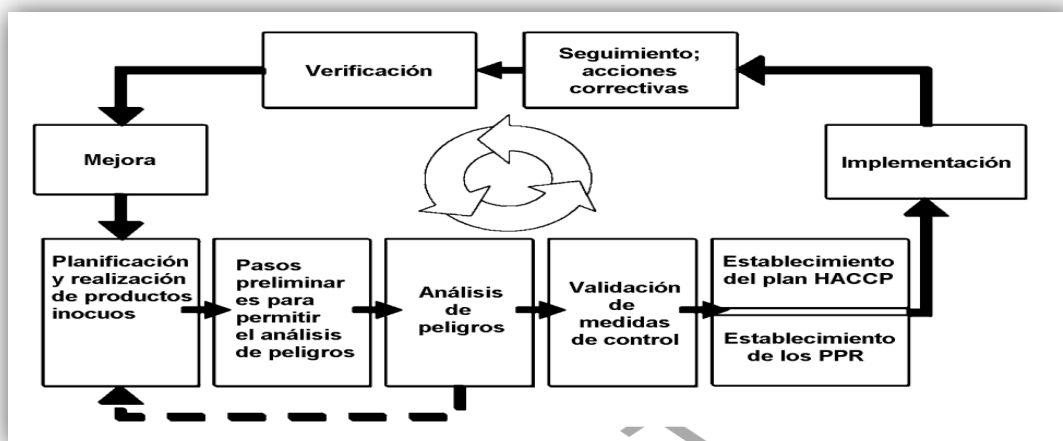 Verificación
Seguimiento;
acciones
correctivas
Mejora
Implementación
Planificación
y realización
de productos
inocuos
Pasos
preliminar
es para
permitir
el análisis
de peligros
Análisis
de
peligros
Validación
de
medidas
de control
Establecimiento
del plan HACCP
Establecimiento
de los PPR